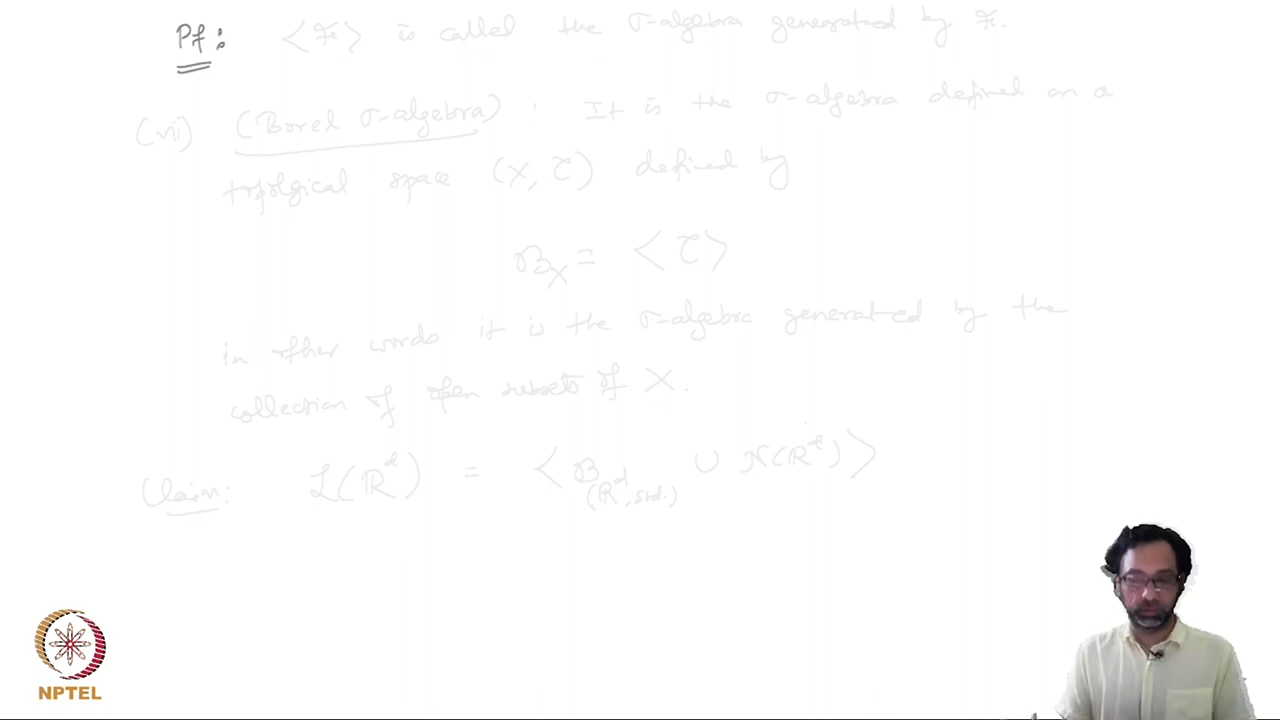 Pf: ⟨ℱ⟩ is called the σ-algebra generated by ℱ.
(vii) (Borel σ-algebra): It is the σ-algebra defined on a
topolgical space (X, τ) defined by
ℬ_X = ⟨τ⟩
in other words it is the σ-algebra generated by the
collection of open subsets of X.
Claim: ℒ(ℝ^d) = ⟨ℬ_(ℝ^d, std.) ∪ 𝒩(ℝ^d)⟩
NPTEL